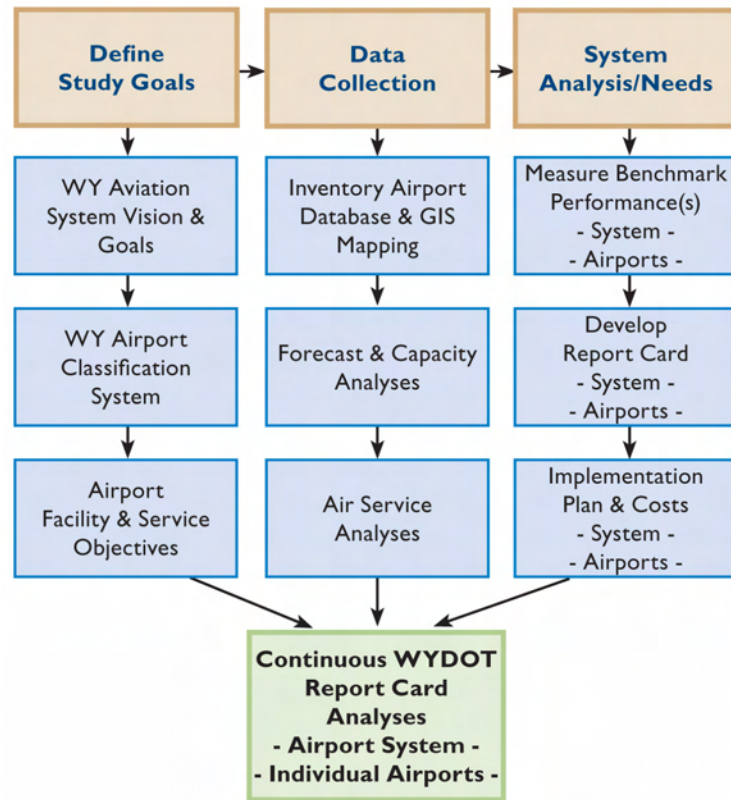 Define
Study Goals
Data
Collection
System
Analysis/Needs
WY Aviation
System Vision &
Goals
Inventory Airport
Database & GIS
Mapping
Measure Benchmark
Performance(s)
- System -
- Airports -
WY Airport
Classification
System
Forecast & Capacity
Analyses
Develop
Report Card
- System -
- Airports -
Airport
Facility & Service
Objectives
Air Service
Analyses
Implementation
Plan & Costs
- System -
- Airports -
Continuous WYDOT
Report Card
Analyses
- Airport System -
- Individual Airports -